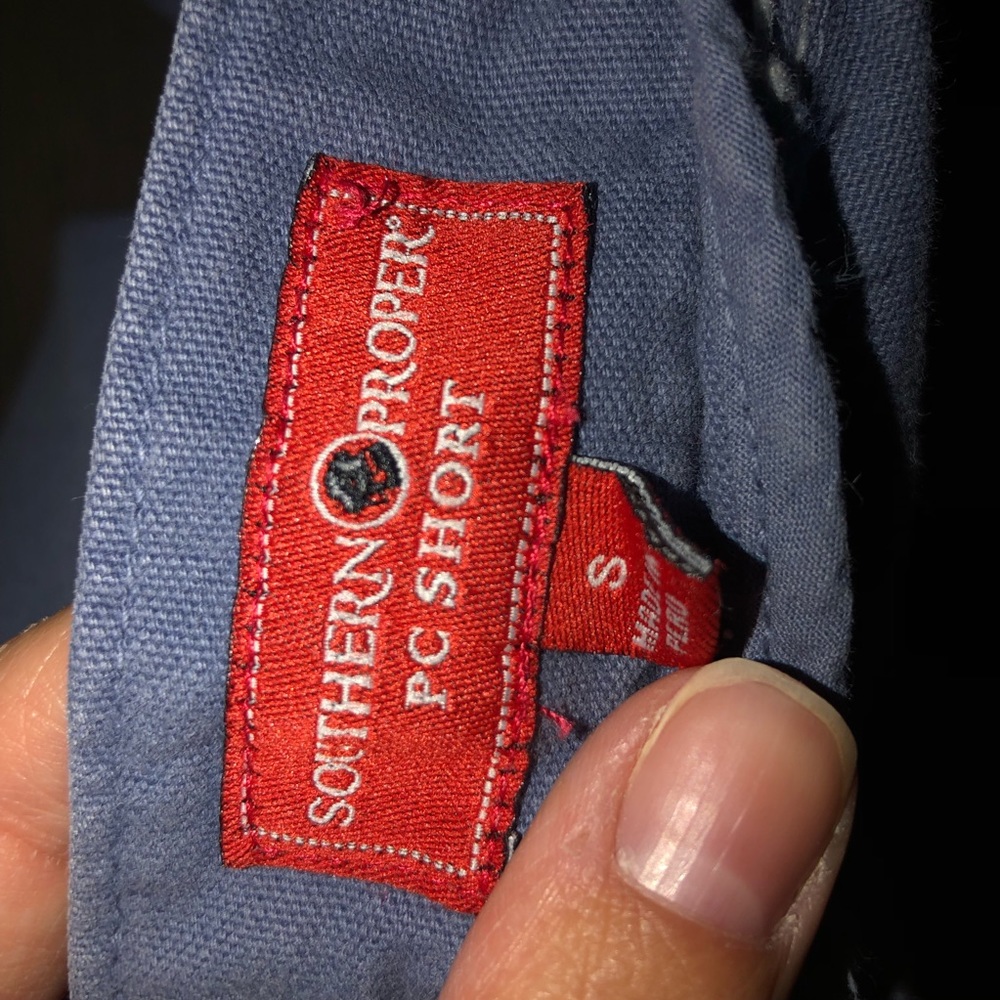 SOUTHERN PROPER®
PC SHORT
S
MADE IN
PERU